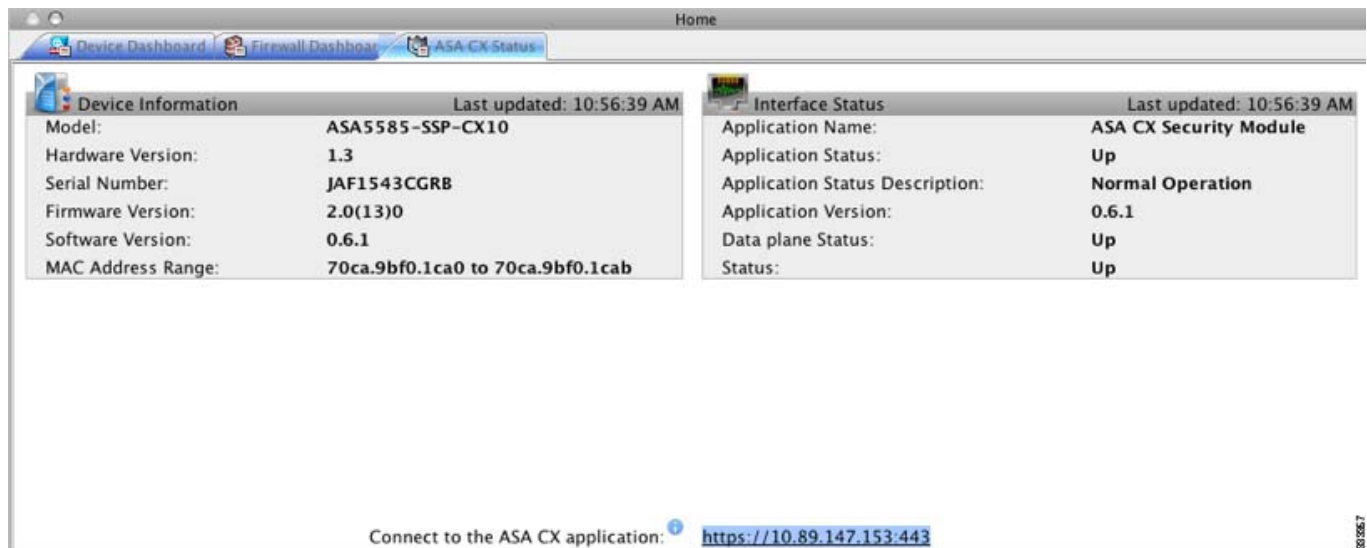 Home
Device Dashboard
Firewall Dashboar
ASA CX Status
Device Information Last updated: 10:56:39 AM
Model: ASA5585-SSP-CX10
Hardware Version: 1.3
Serial Number: JAF1543CGRB
Firmware Version: 2.0(13)0
Software Version: 0.6.1
MAC Address Range: 70ca.9bf0.1ca0 to 70ca.9bf0.1cab
Interface Status Last updated: 10:56:39 AM
Application Name: ASA CX Security Module
Application Status: Up
Application Status Description: Normal Operation
Application Version: 0.6.1
Data plane Status: Up
Status: Up
Connect to the ASA CX application: https://10.89.147.153:443